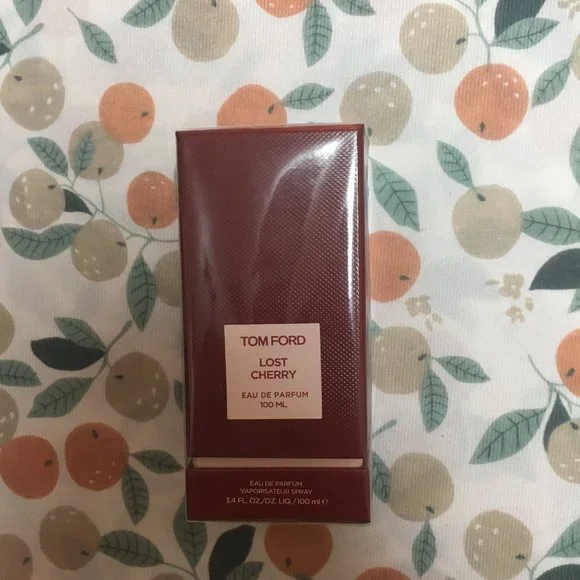 TOM FORD
LOST
CHERRY
EAU DE PARFUM
100 ML
EAU DE PARFUM
VAPORISATEUR SPRAY
3.4 FL. OZ./OZ. LIQ./100 ml ℮